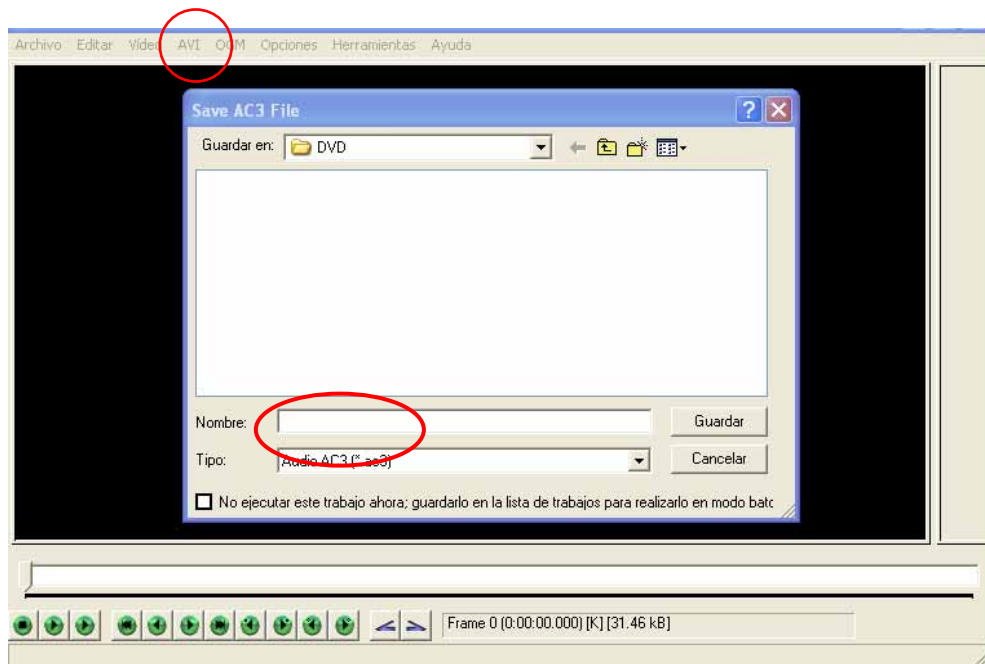 Archivo Editar Vídeo AVI OGM Opciones Herramientas Ayuda
Save AC3 File
Guardar en: DVD
Nombre: Guardar
Tipo: Audio AC3 (*.ac3) Cancelar
No ejecutar este trabajo ahora; guardarlo en la lista de trabajos para realizarlo en modo batc
Frame 0 (0:00:00.000) [K] [31.46 kB]